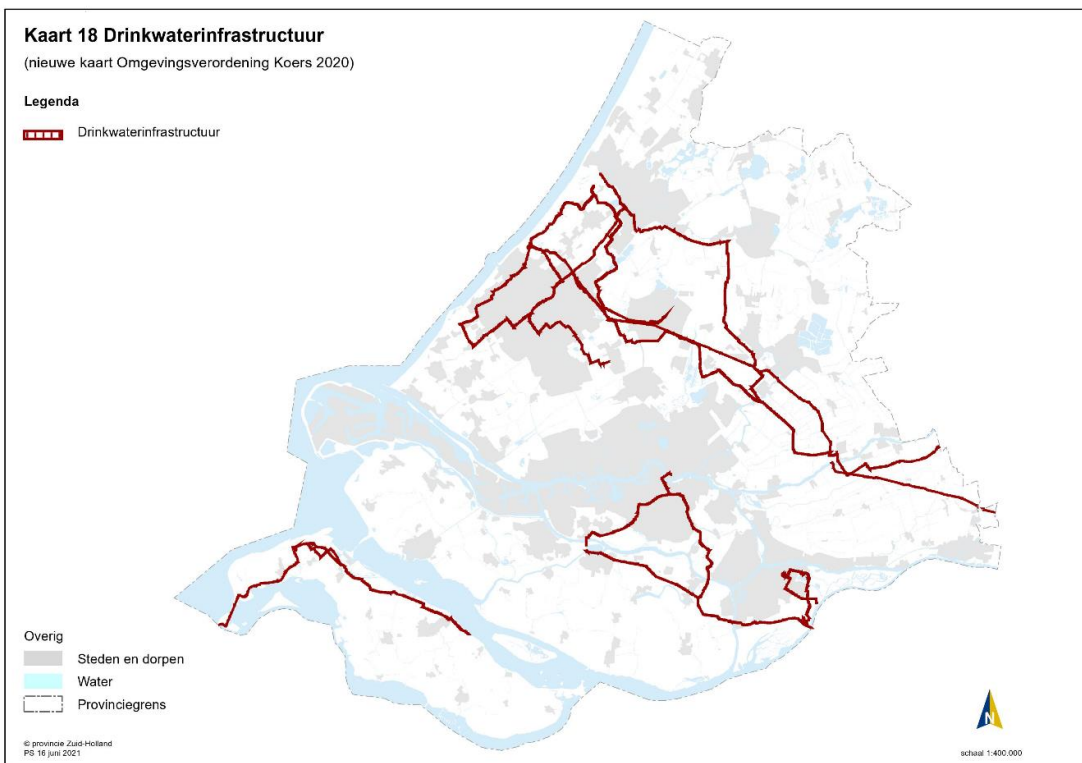 Kaart 18 Drinkwaterinfrastructuur
(nieuwe kaart Omgevingsverordening Koers 2020)
Legenda
Drinkwaterinfrastructuur
Overig
Steden en dorpen
Water
Provinciegrens
© provincie Zuid-Holland
PS 16 juni 2021
N
schaal 1:400.000